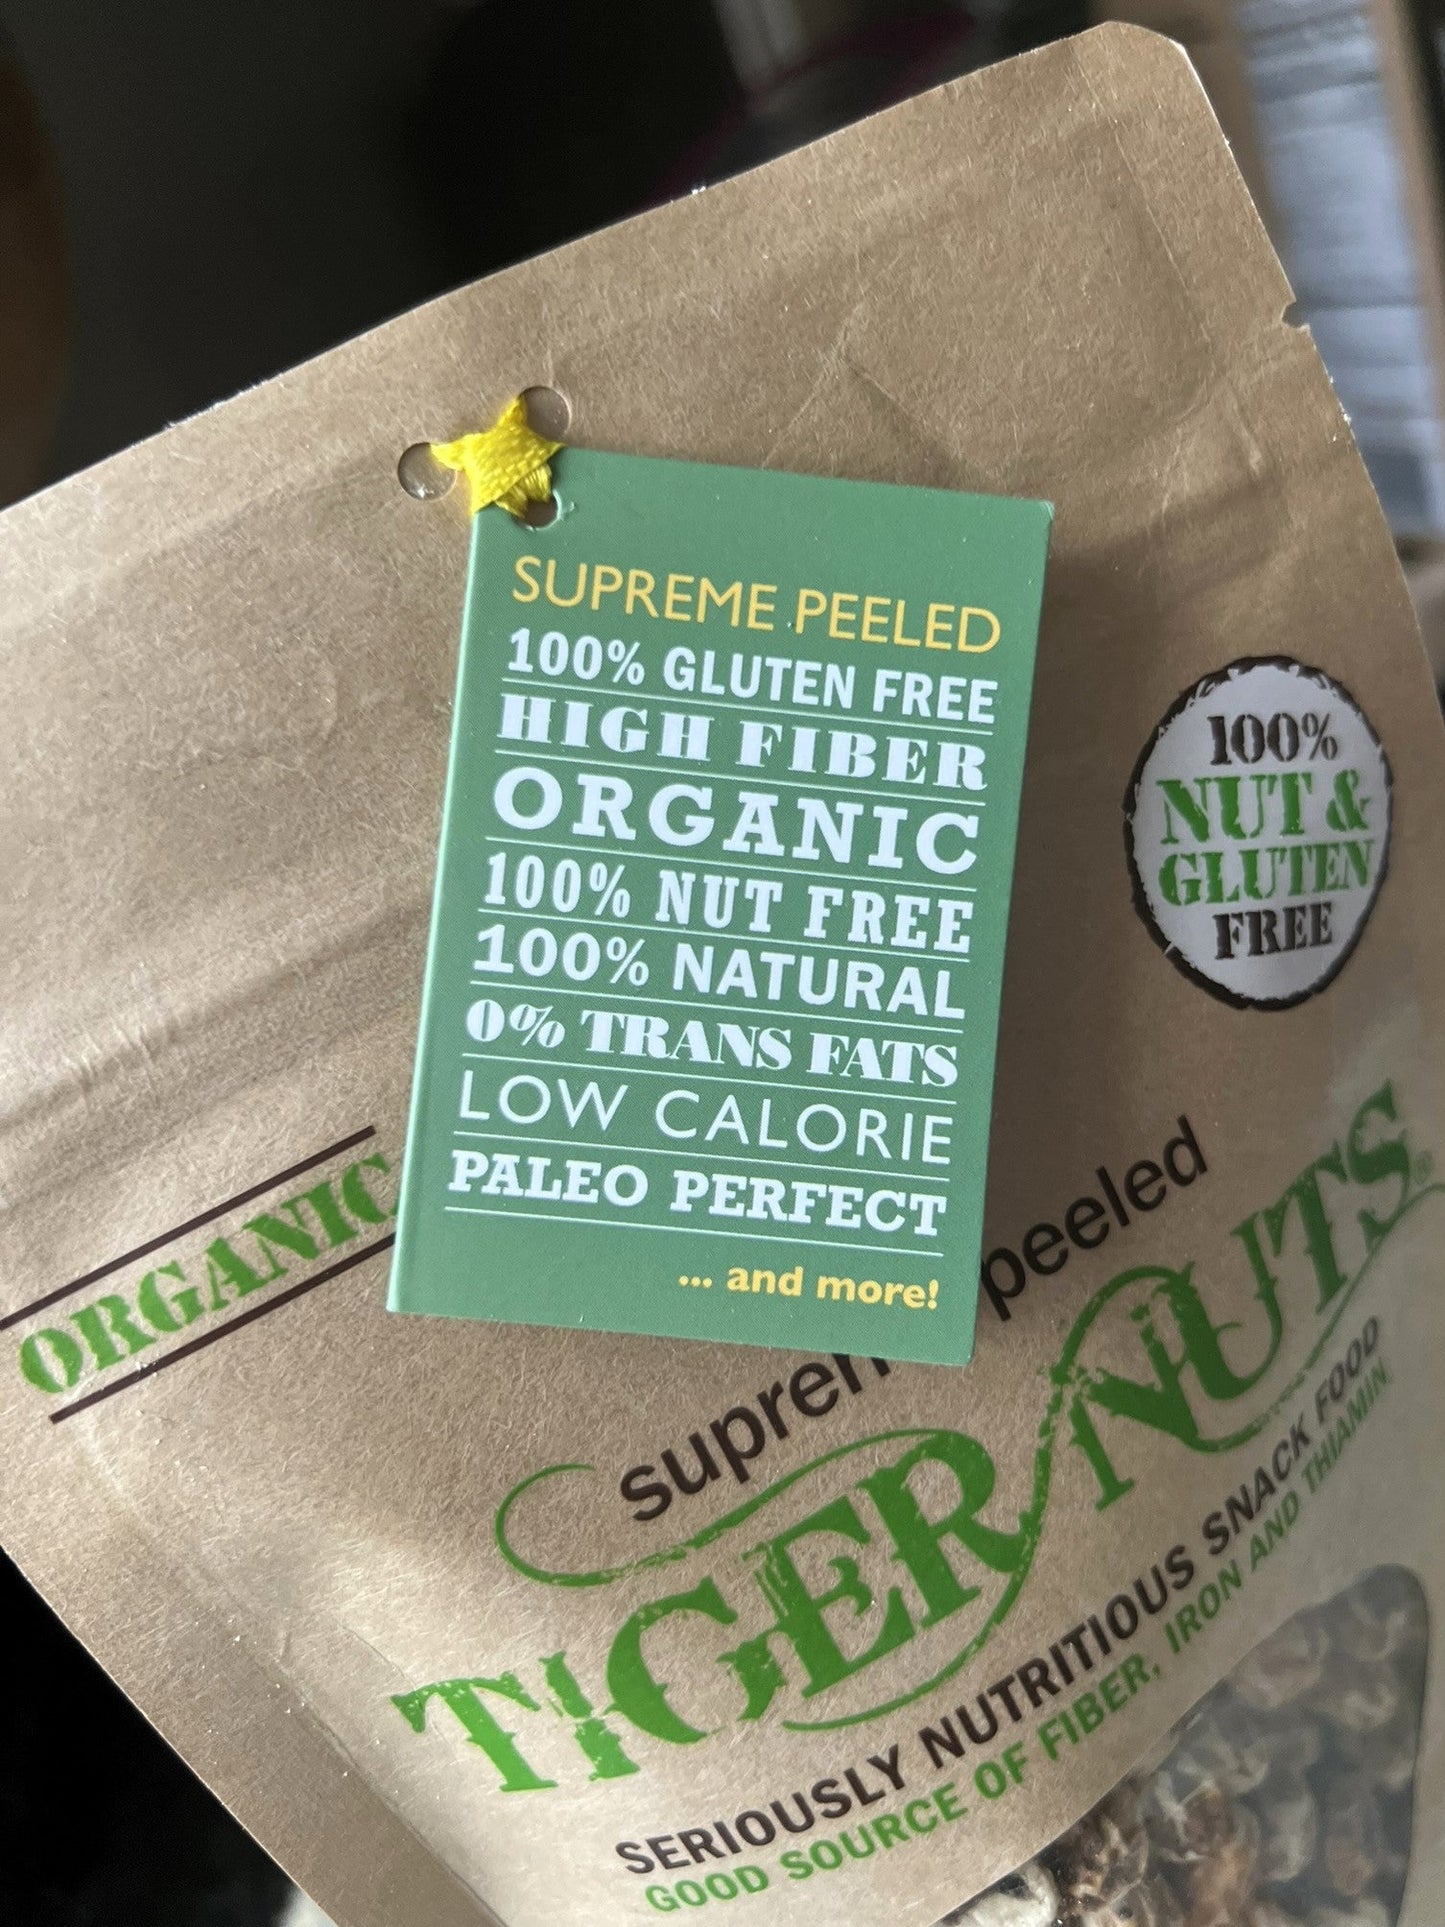 SUPREME PEELED
100% GLUTEN FREE
HIGH FIBER
ORGANIC
100% NUT FREE
100% NATURAL
0% TRANS FATS
LOW CALORIE
PALEO PERFECT
... and more!
100%
NUT &
GLUTEN
FREE
ORGANIC
peeled
TIGER NUTS®
SERIOUSLY NUTRITIOUS SNACK FOOD
GOOD SOURCE OF FIBER, IRON AND THIAMIN